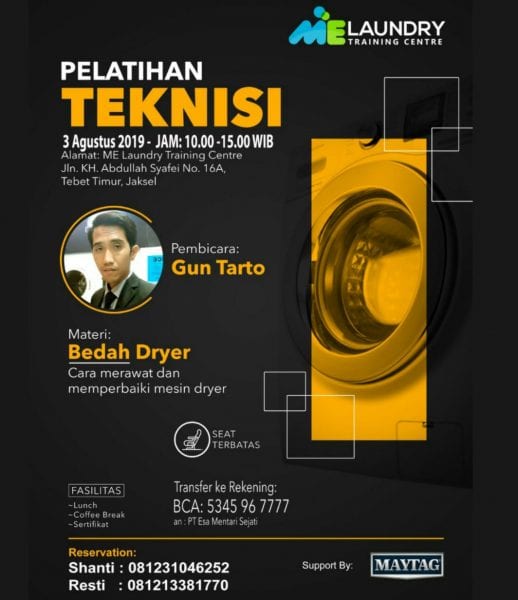 ME LAUNDRY
TRAINING CENTRE
PELATIHAN
TEKNISI
3 Agustus 2019 - JAM: 10.00 -15.00 WIB
Alamat: ME Laundry Training Centre
Jln. KH. Abdullah Syafei No. 16A,
Tebet Timur, Jaksel
Pembicara:
Gun Tarto
Materi:
Bedah Dryer
Cara merawat dan
memperbaiki mesin dryer
SEAT
TERBATAS
FASILITAS
~Lunch
~Coffee Break
~Sertifikat
Transfer ke Rekening:
BCA: 5345 96 7777
an : PT Esa Mentari Sejati
Reservation:
Shanti : 081231046252
Resti : 081213381770
Support By:
MAYTAG